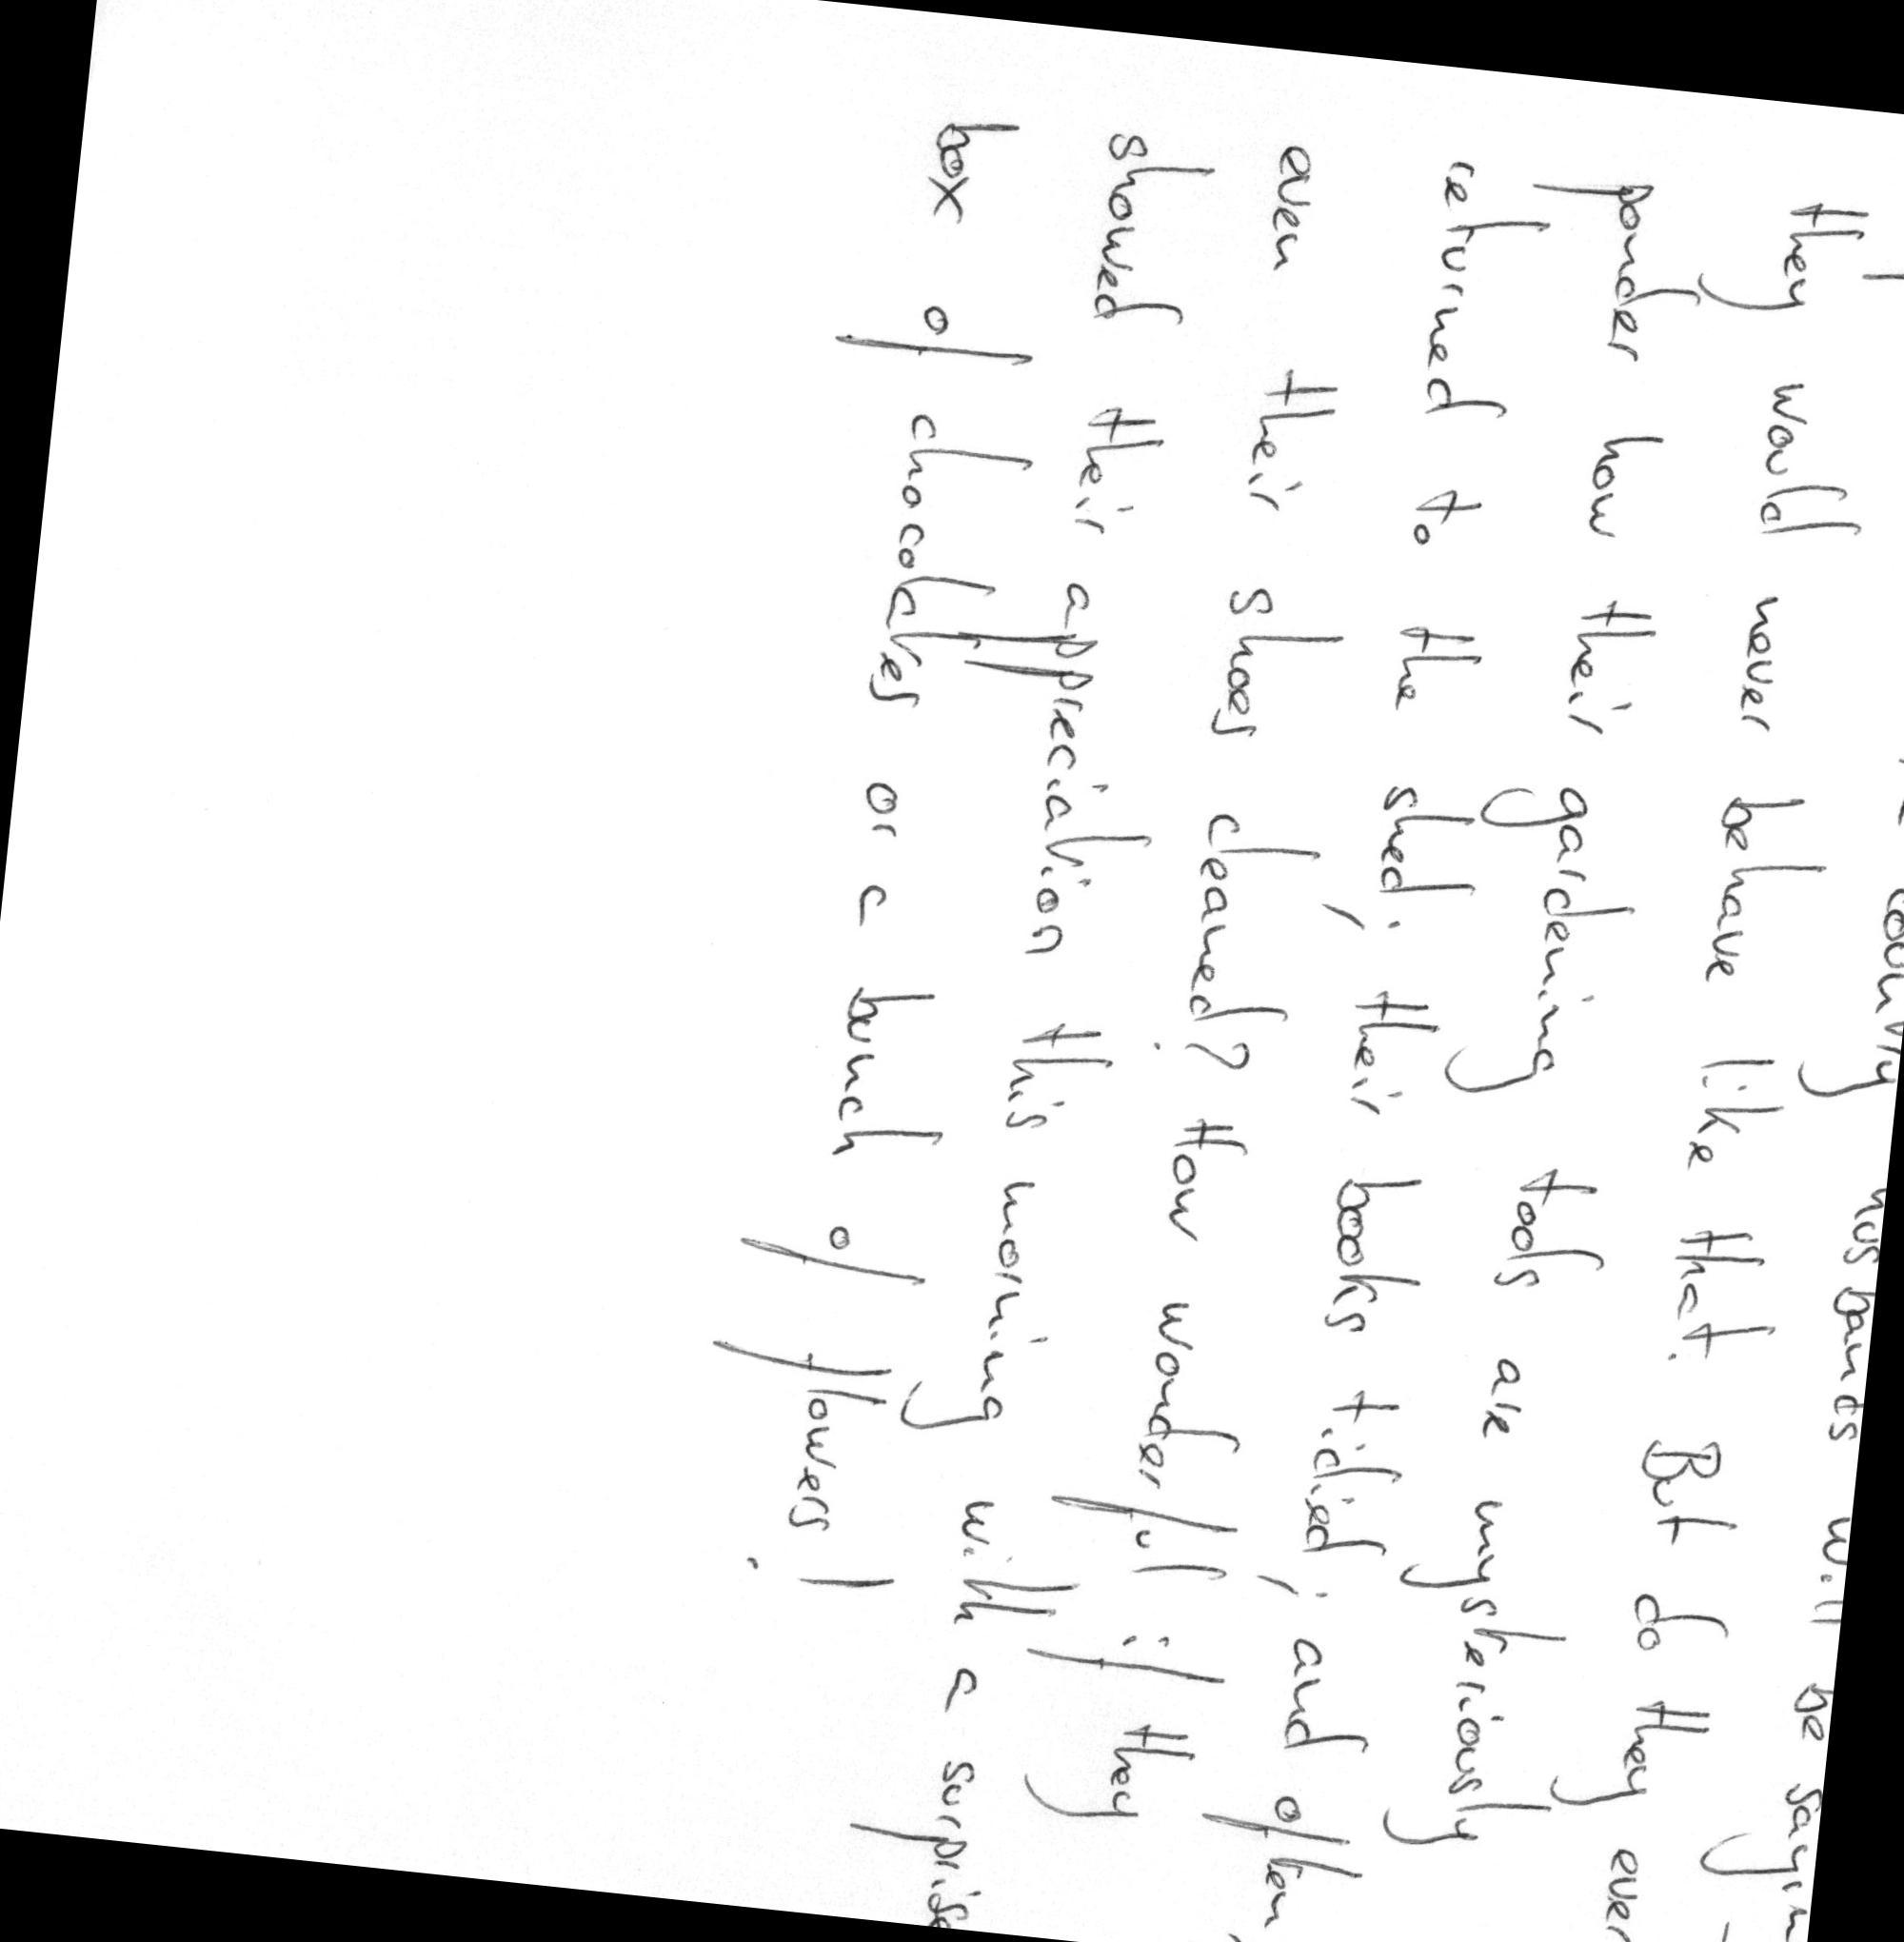 country husbands will be saying
they would never behave like that. But do they ever
ponder how their gardening tools are mysteriously
returned to the shed; their books tidied; and often
even their shoes cleaned? How wonderful if they
showed their appreciation this morning with a surprise
box of chocolates or a bunch of flowers!